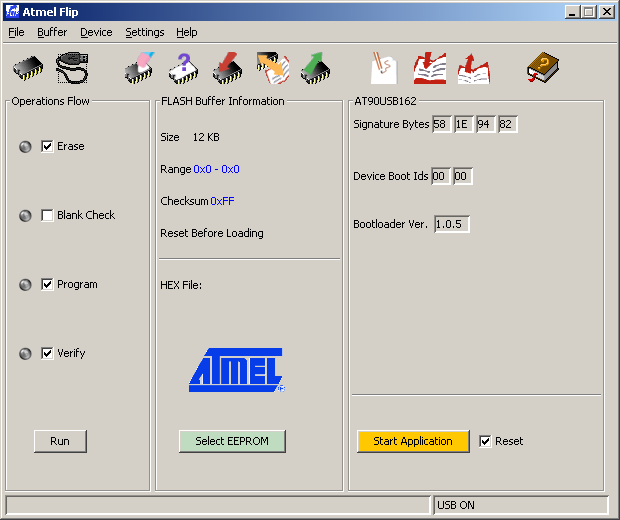 Atmel Flip
File Buffer Device Settings Help
Operations Flow
Erase
Blank Check
Program
Verify
Run
FLASH Buffer Information
Size 12 KB
Range 0x0 - 0x0
Checksum 0xFF
Reset Before Loading
HEX File:
ATMEL
Select EEPROM
AT90USB162
Signature Bytes 58 1E 94 82
Device Boot Ids 00 00
Bootloader Ver. 1.0.5
Start Application Reset
USB ON